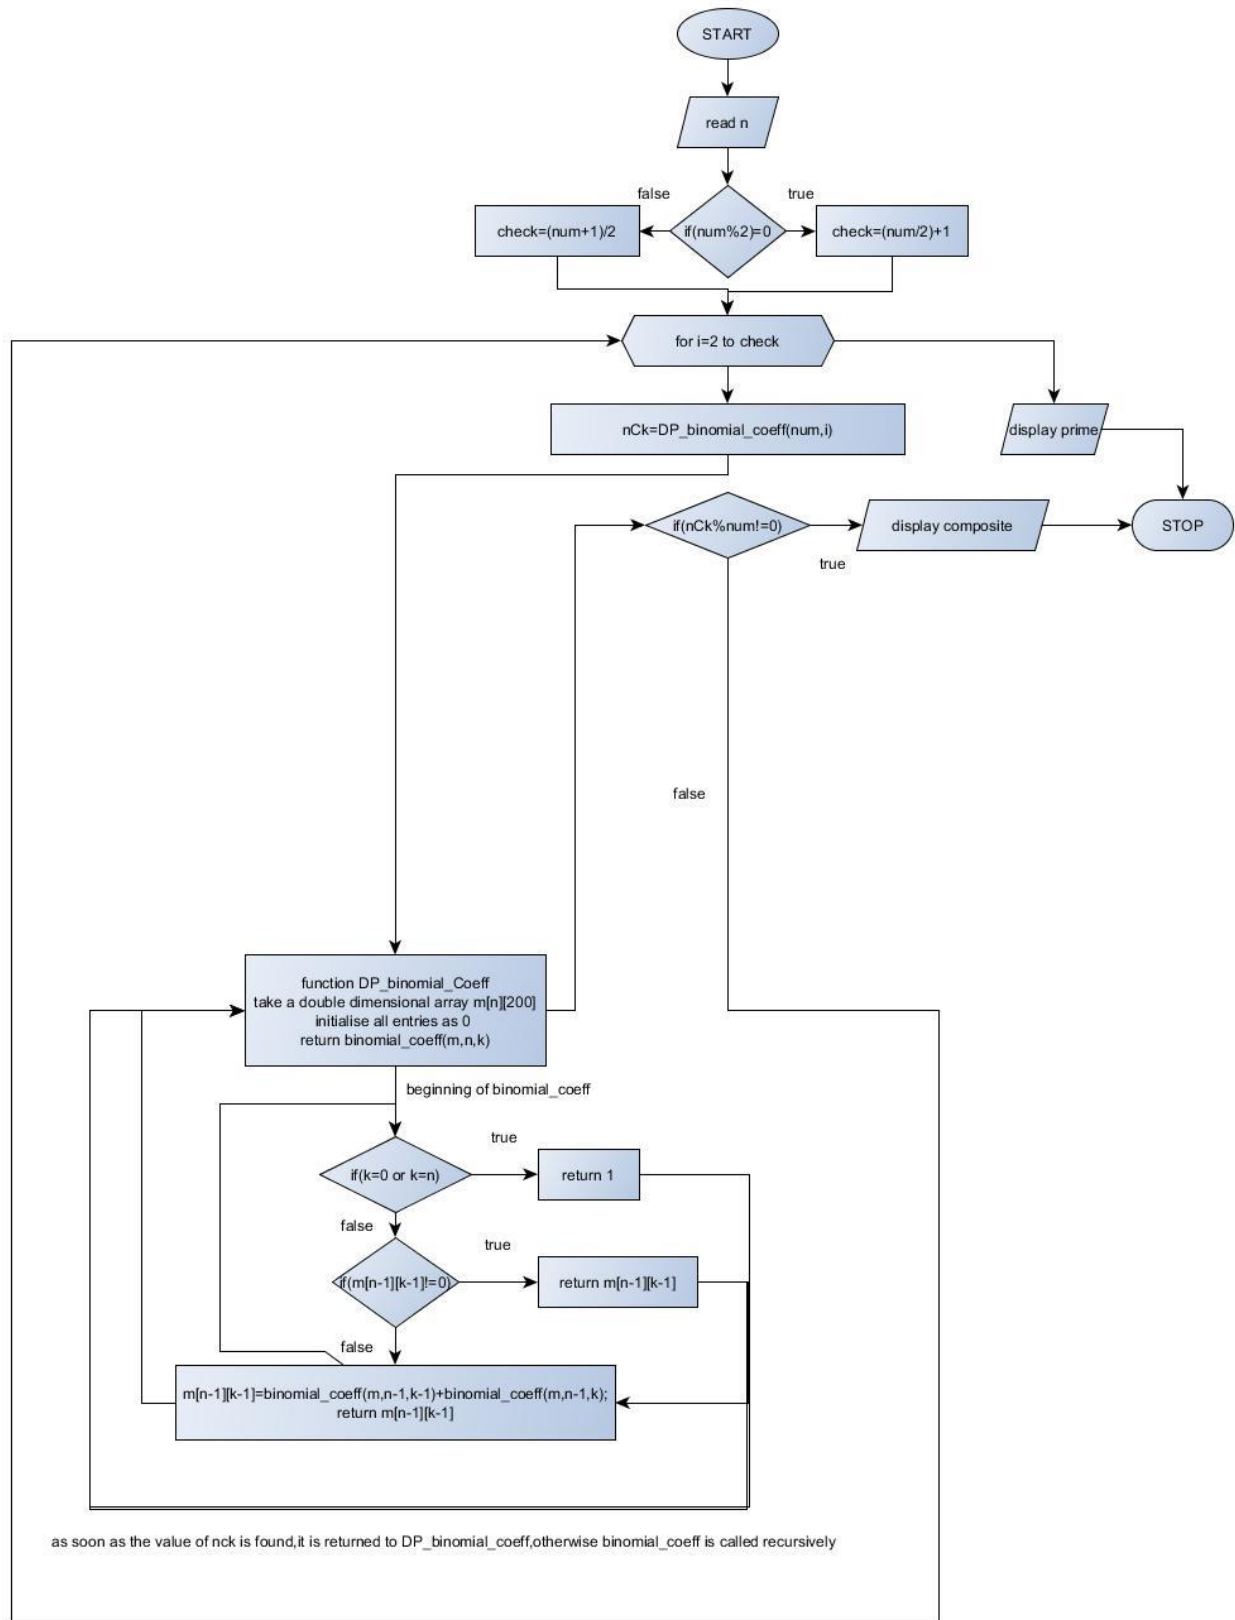 START
read n
false
true
check=(num+1)/2
if(num%2)=0
check=(num/2)+1
for i=2 to check
nCk=DP_binomial_coeff(num,i)
display prime
if(nCk%num!=0)
display composite
STOP
true
false
function DP_binomial_Coeff
take a double dimensional array m[n][200]
initialise all entries as 0
return binomial_coeff(m,n,k)
beginning of binomial_coeff
true
if(k=0 or k=n)
return 1
false
true
if(m[n-1][k-1]!=0)
return m[n-1][k-1]
false
m[n-1][k-1]=binomial_coeff(m,n-1,k-1)+binomial_coeff(m,n-1,k);
return m[n-1][k-1]
as soon as the value of nck is found,it is returned to DP_binomial_coeff,otherwise binomial_coeff is called recursively